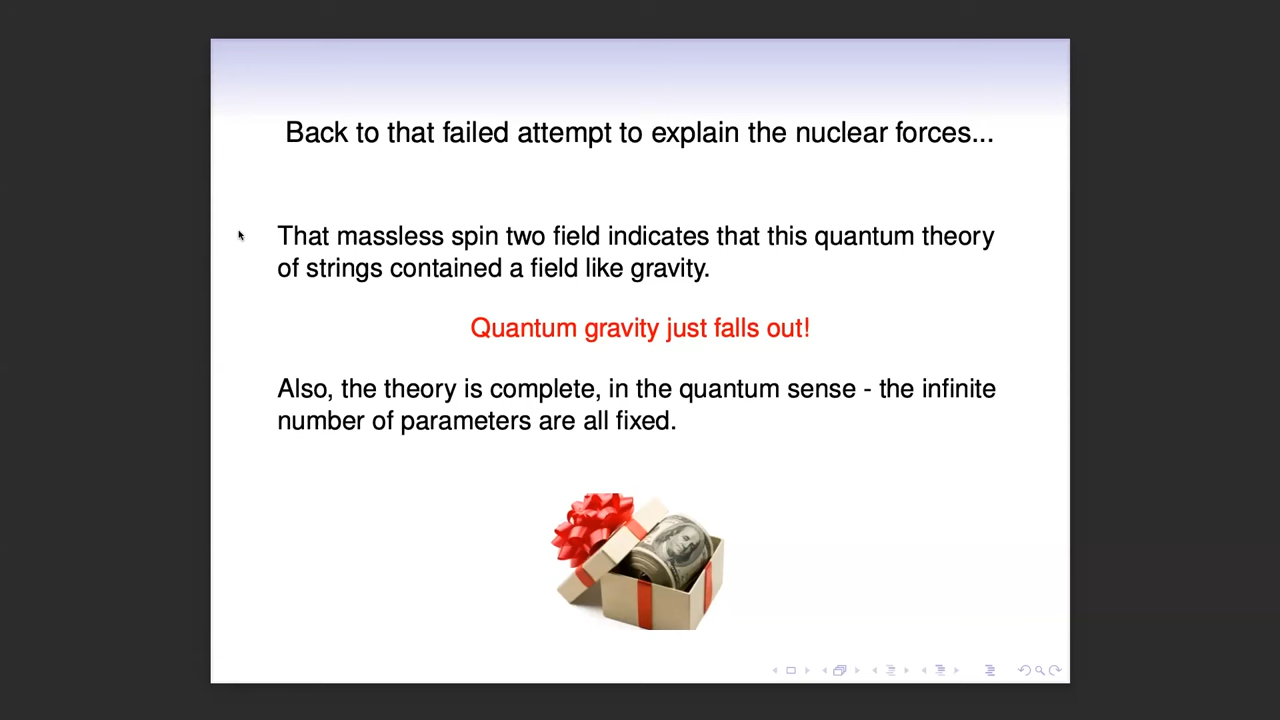 Back to that failed attempt to explain the nuclear forces...
That massless spin two field indicates that this quantum theory
of strings contained a field like gravity.
Quantum gravity just falls out!
Also, the theory is complete, in the quantum sense - the infinite
number of parameters are all fixed.